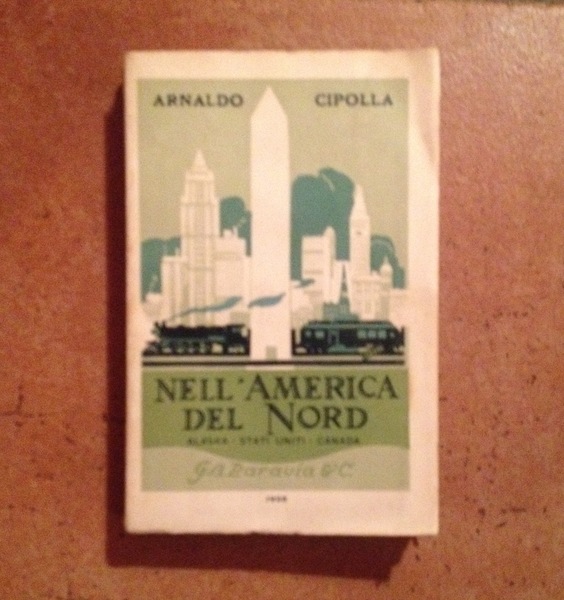 ARNALDO CIPOLLA
NELL'AMERICA
DEL NORD
ALASKA - STATI UNITI - CANADA
G.B. Paravia & C.